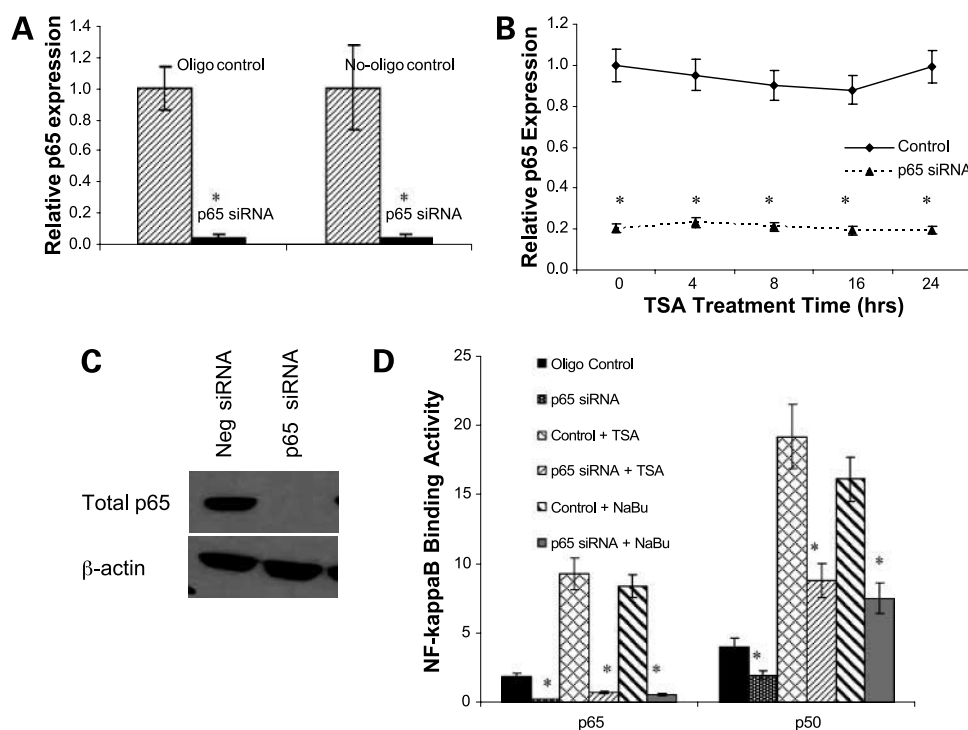 A
Relative p65 expression
1.4
1.2
1.0
0.8
0.6
0.4
0.2
0.0
Oligo control
No-oligo control
*
*
p65 siRNA
p65 siRNA
B
Relative p65 Expression
1.2
1.0
0.8
0.6
0.4
0.2
0.0
Control
p65 siRNA
* * * * *
0 4 8 16 24
TSA Treatment Time (hrs)
C
Neg siRNA
p65 siRNA
Total p65
β-actin
D
NF-kappaB Binding Activity
25
20
15
10
5
0
Oligo Control
p65 siRNA
Control + TSA
p65 siRNA + TSA
Control + NaBu
p65 siRNA + NaBu
* * *
* * *
p65 p50